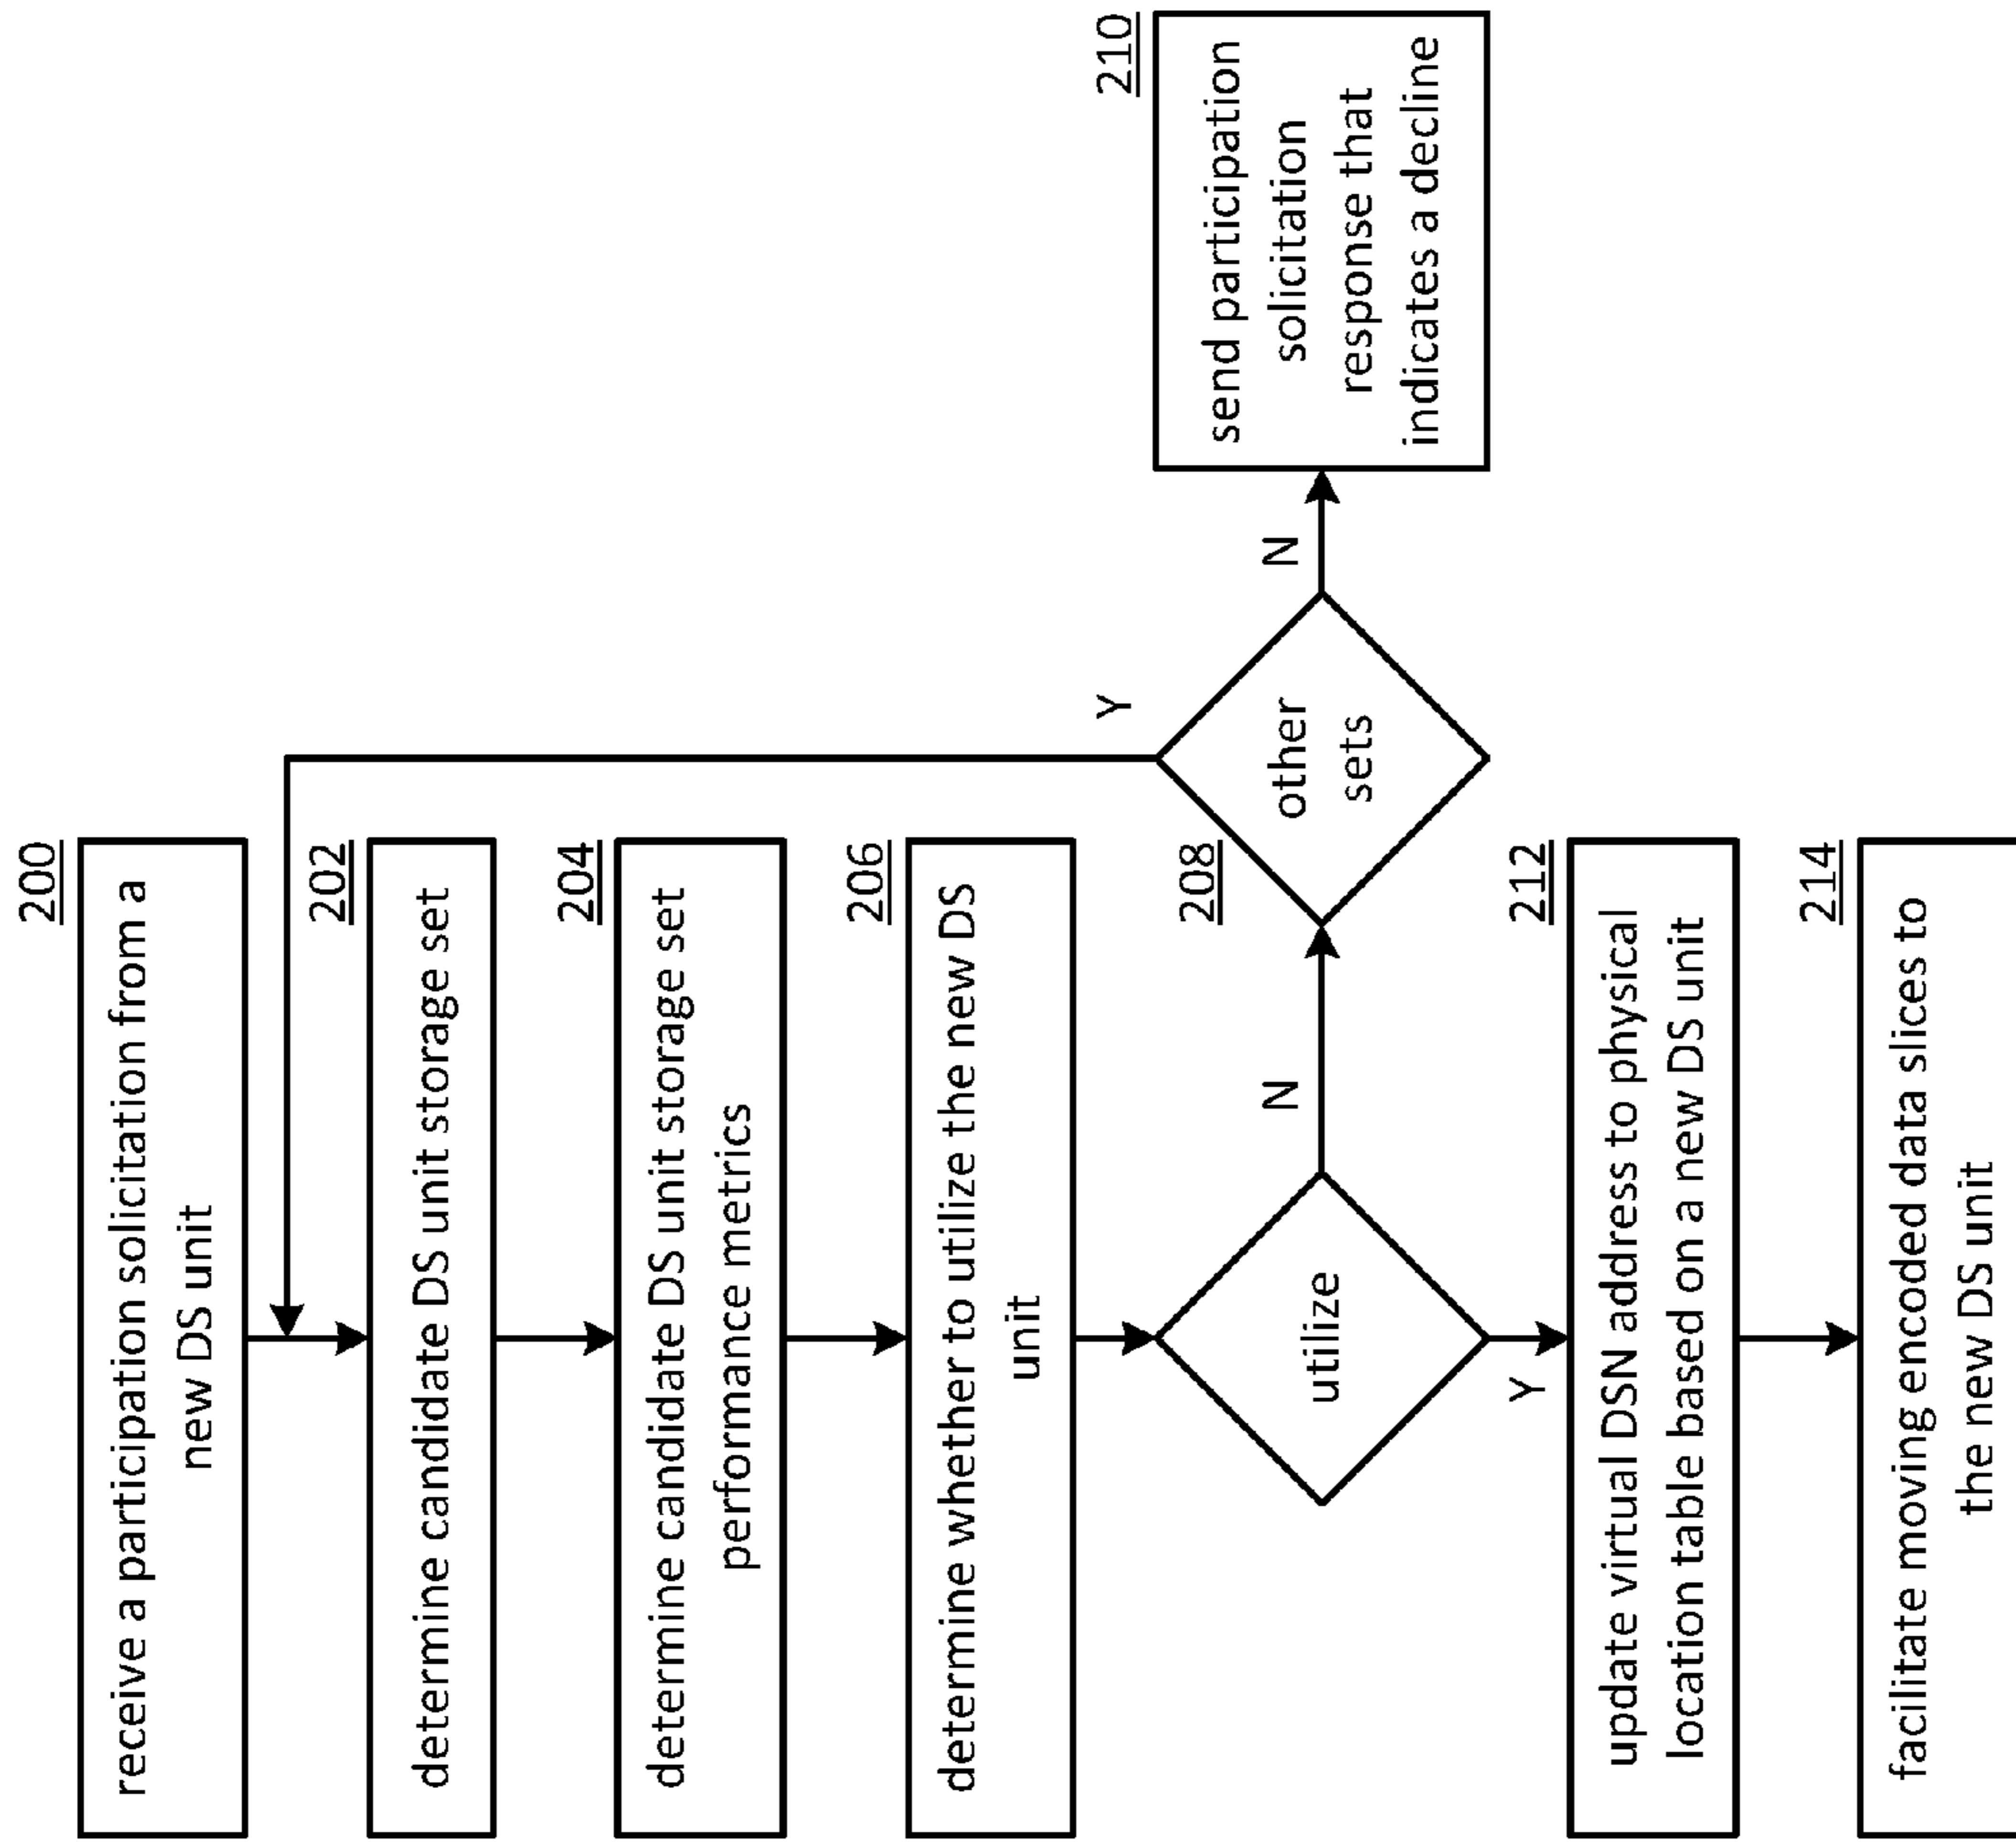 200
receive a participation solicitation from a
new DS unit
202
determine candidate DS unit storage set
204
determine candidate DS unit storage set
performance metrics
206
determine whether to utilize the new DS
unit
utilize
N
Y
208
other
sets
Y
N
210
send participation
solicitation
response that
indicates a decline
212
update virtual DSN address to physical
location table based on a new DS unit
214
facilitate moving encoded data slices to
the new DS unit